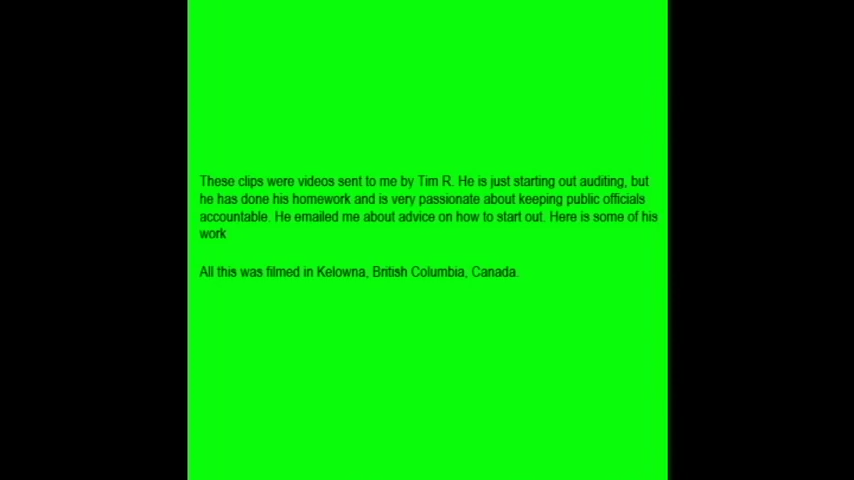 These clips were videos sent to me by Tim R. He is just starting out auditing, but
he has done his homework and is very passionate about keeping public officials
accountable. He emailed me about advice on how to start out. Here is some of his
work
All this was filmed in Kelowna, British Columbia, Canada.